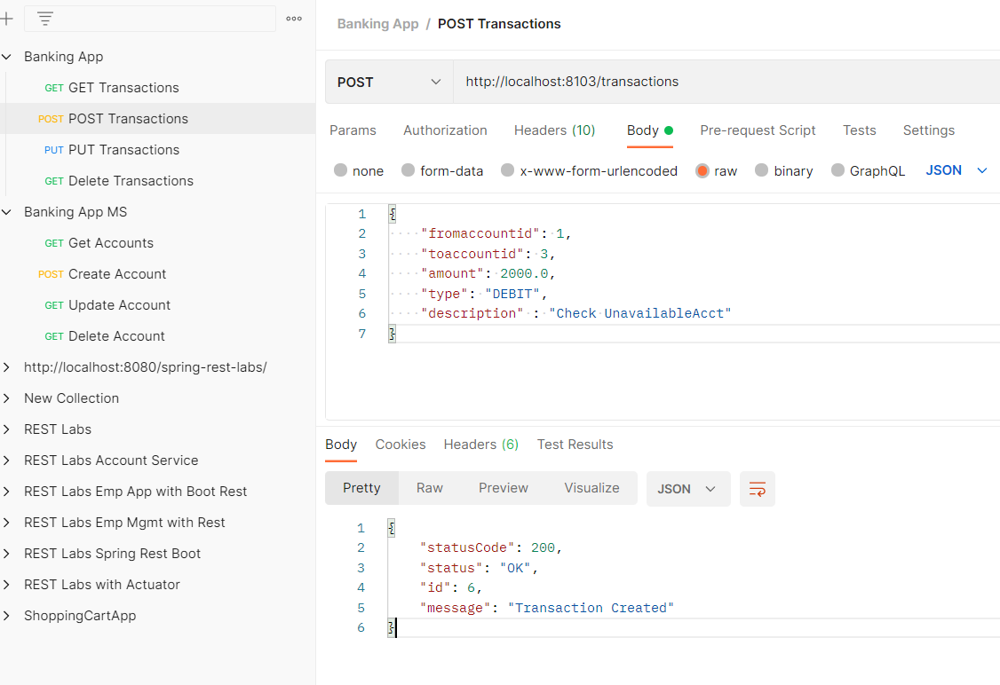 Banking App
GET GET Transactions
POST POST Transactions
PUT PUT Transactions
GET Delete Transactions
Banking App MS
GET Get Accounts
POST Create Account
GET Update Account
GET Delete Account
http://localhost:8080/spring-rest-labs/
New Collection
REST Labs
REST Labs Account Service
REST Labs Emp App with Boot Rest
REST Labs Emp Mgmt with Rest
REST Labs Spring Rest Boot
REST Labs with Actuator
ShoppingCartApp
Banking App / POST Transactions
POST http://localhost:8103/transactions
Params Authorization Headers (10) Body Pre-request Script Tests Settings
none form-data x-www-form-urlencoded raw binary GraphQL JSON
1 {
2 "fromaccountid": 1,
3 "toaccountid": 3,
4 "amount": 2000.0,
5 "type": "DEBIT",
6 "description" : "Check UnavailableAcct"
7 }
Body Cookies Headers (6) Test Results
Pretty Raw Preview Visualize JSON
1 {
2 "statusCode": 200,
3 "status": "OK",
4 "id": 6,
5 "message": "Transaction Created"
6 }